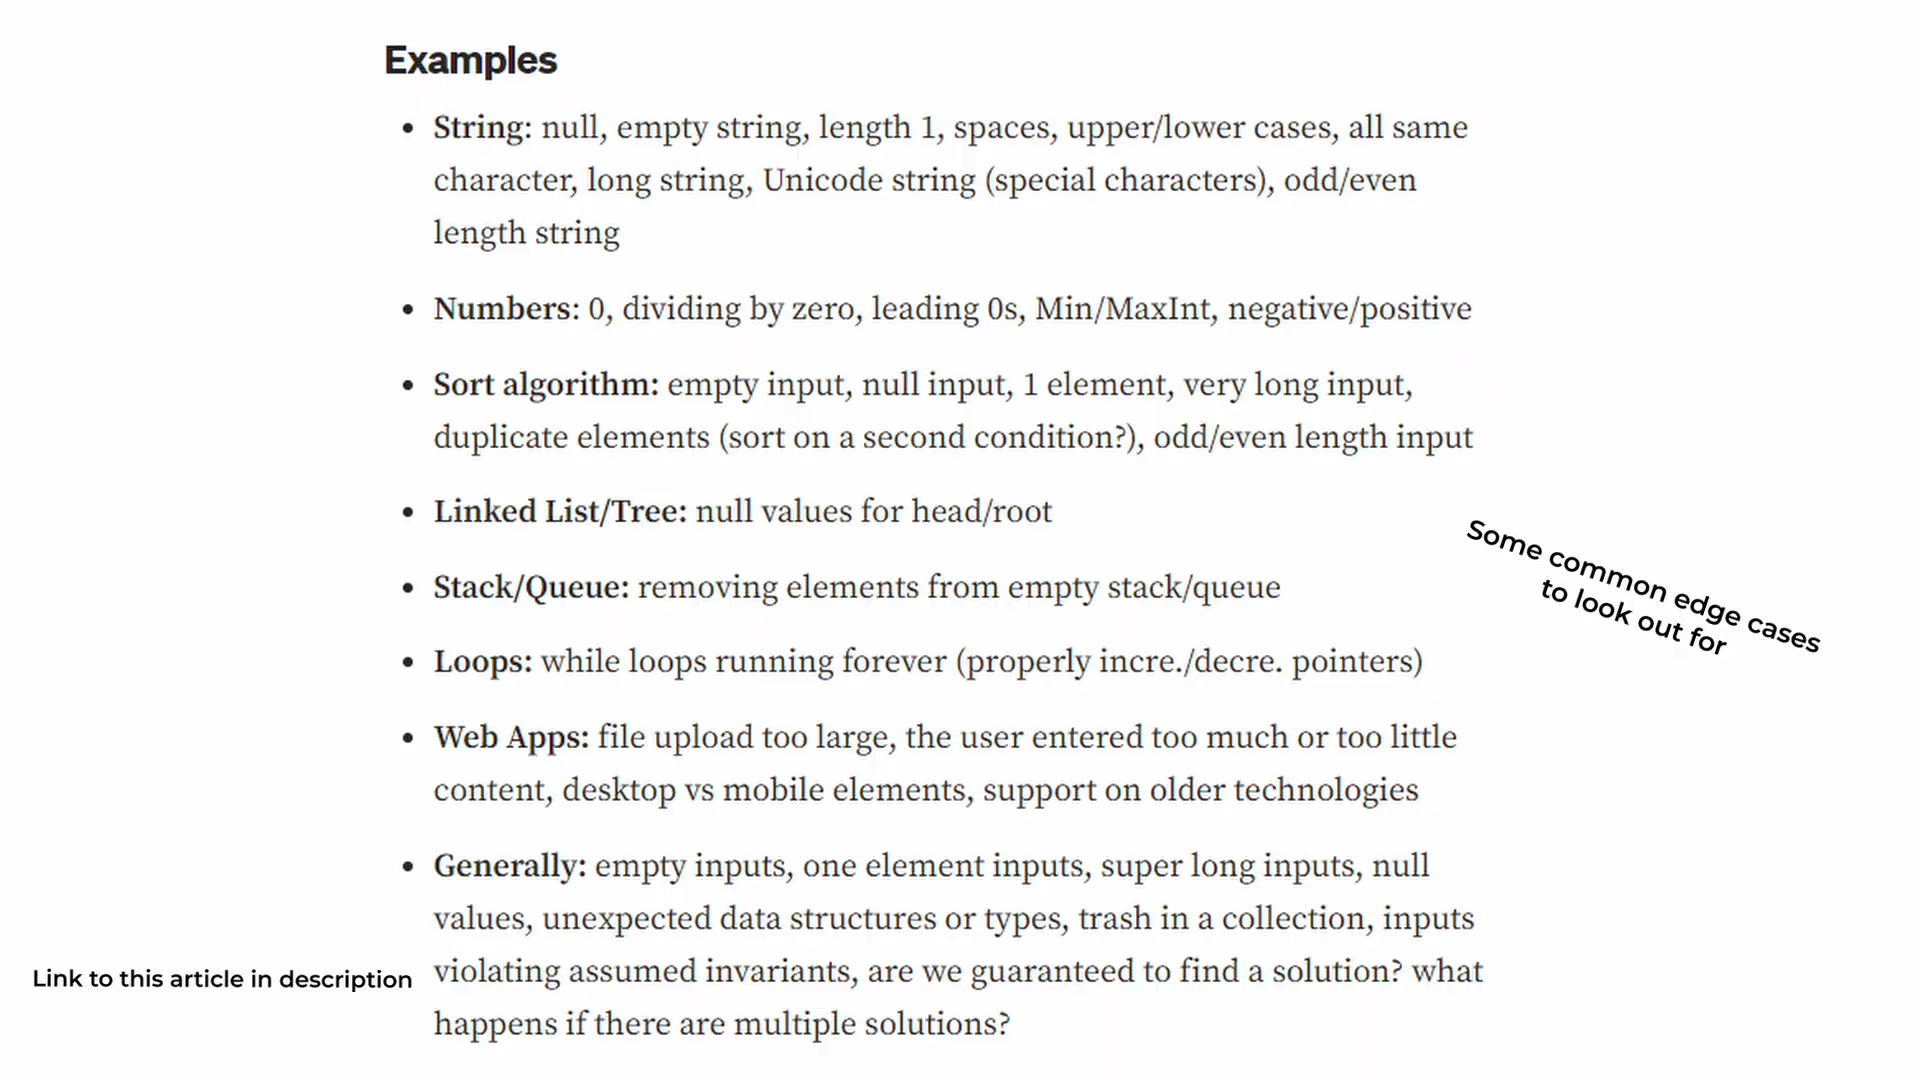 Examples
• String: null, empty string, length 1, spaces, upper/lower cases, all same
character, long string, Unicode string (special characters), odd/even
length string
• Numbers: 0, dividing by zero, leading 0s, Min/MaxInt, negative/positive
• Sort algorithm: empty input, null input, 1 element, very long input,
duplicate elements (sort on a second condition?), odd/even length input
• Linked List/Tree: null values for head/root
• Stack/Queue: removing elements from empty stack/queue
• Loops: while loops running forever (properly incre./decre. pointers)
• Web Apps: file upload too large, the user entered too much or too little
content, desktop vs mobile elements, support on older technologies
• Generally: empty inputs, one element inputs, super long inputs, null
values, unexpected data structures or types, trash in a collection, inputs
violating assumed invariants, are we guaranteed to find a solution? what
happens if there are multiple solutions?
Some common edge cases
to look out for
Link to this article in description